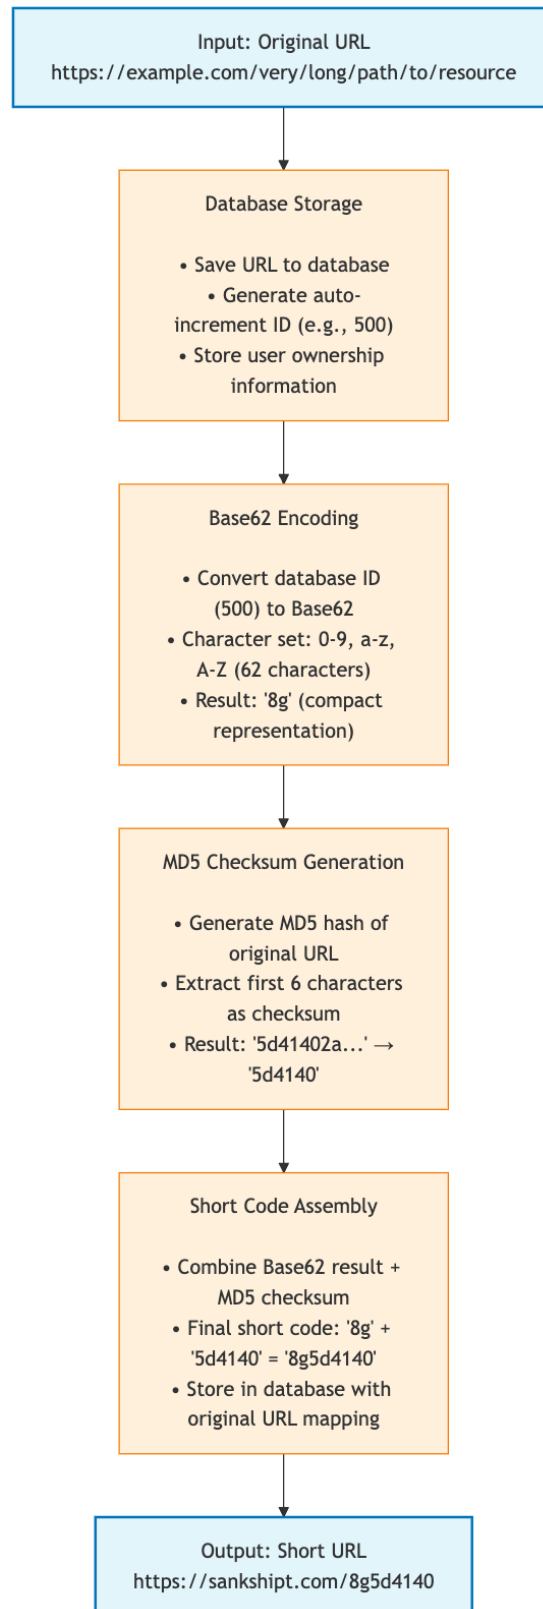 Input: Original URL
https://example.com/very/long/path/to/resource
Database Storage
• Save URL to database
• Generate auto-
increment ID (e.g., 500)
• Store user ownership
information
Base62 Encoding
• Convert database ID
(500) to Base62
• Character set: 0-9, a-z,
A-Z (62 characters)
• Result: '8g' (compact
representation)
MD5 Checksum Generation
• Generate MD5 hash of
original URL
• Extract first 6 characters
as checksum
• Result: '5d41402a...' →
'5d4140'
Short Code Assembly
• Combine Base62 result +
MD5 checksum
• Final short code: '8g' +
'5d4140' = '8g5d4140'
• Store in database with
original URL mapping
Output: Short URL
https://sankshipt.com/8g5d4140